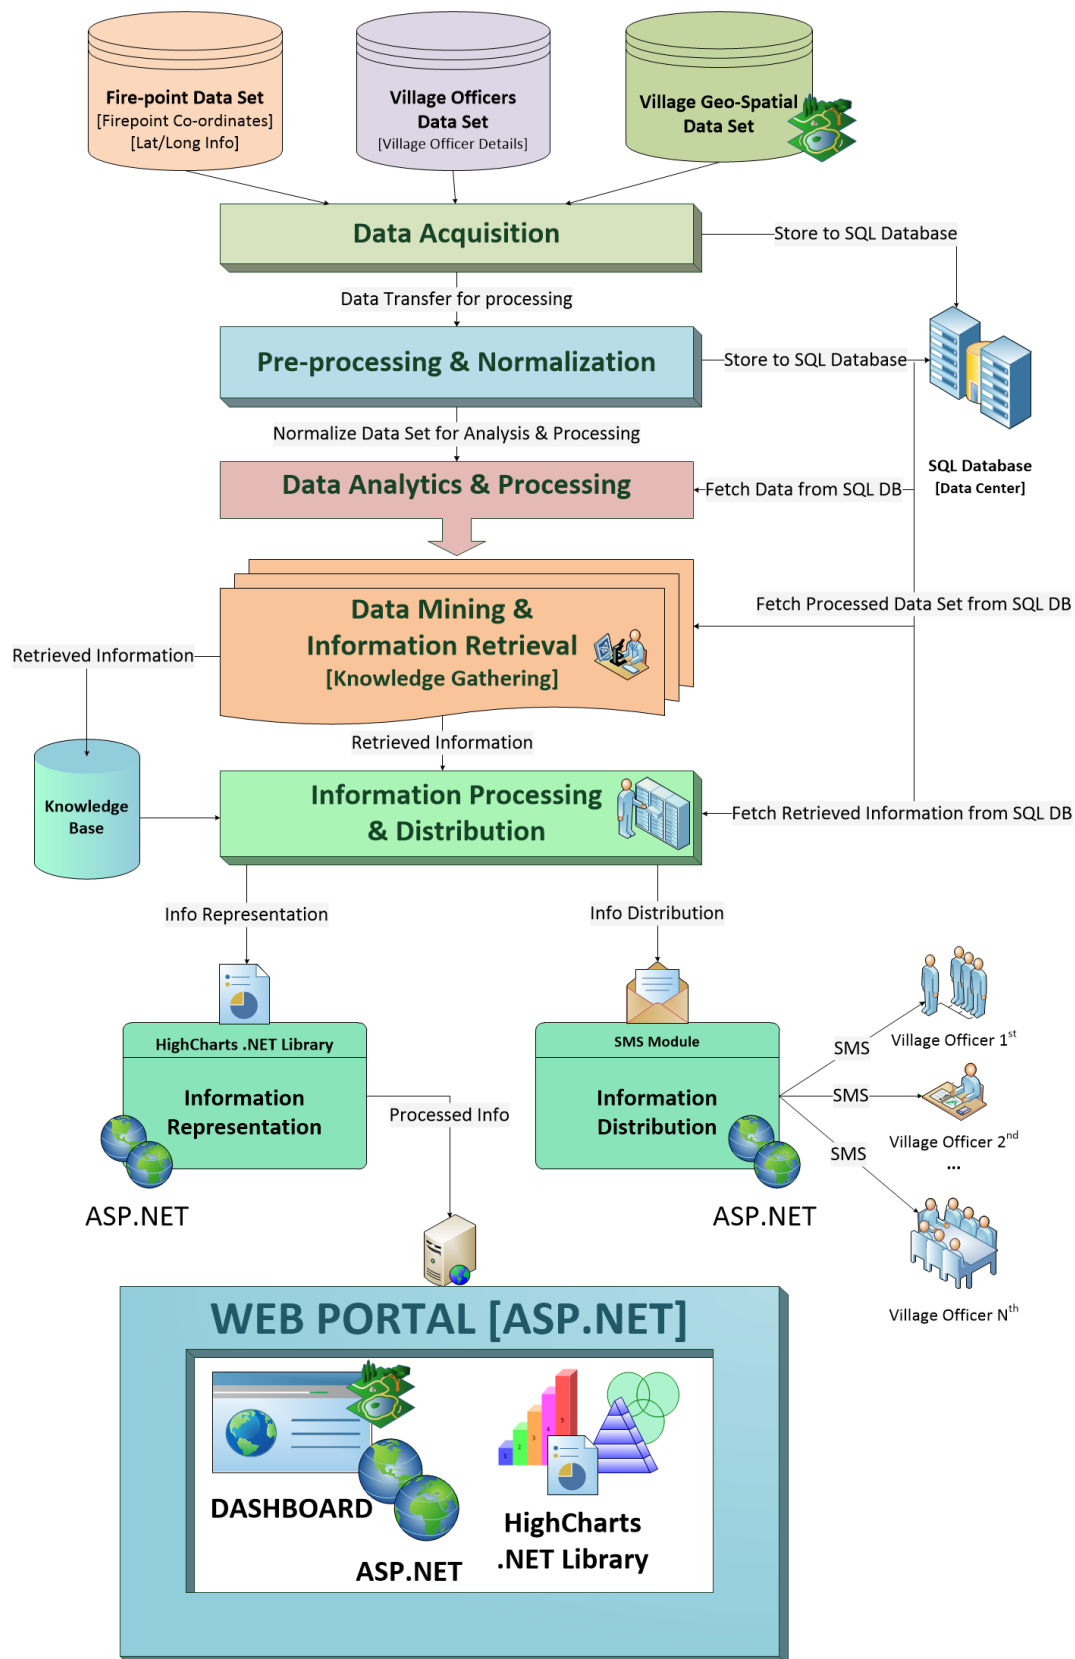 Fire-point Data Set
[Firepoint Co-ordinates]
[Lat/Long Info]
Village Officers
Data Set
[Village Officer Details]
Village Geo-Spatial
Data Set
Data Acquisition
Store to SQL Database
Data Transfer for processing
Pre-processing & Normalization
Store to SQL Database
Normalize Data Set for Analysis & Processing
SQL Database
[Data Center]
Data Analytics & Processing
Fetch Data from SQL DB
Data Mining &
Information Retrieval
[Knowledge Gathering]
Fetch Processed Data Set from SQL DB
Retrieved Information
Retrieved Information
Knowledge
Base
Information Processing
& Distribution
Fetch Retrieved Information from SQL DB
Info Representation
Info Distribution
HighCharts .NET Library
Information
Representation
ASP.NET
Processed Info
SMS Module
Information
Distribution
ASP.NET
SMS
Village Officer 1st
SMS
Village Officer 2nd
...
SMS
Village Officer Nth
WEB PORTAL [ASP.NET]
DASHBOARD
ASP.NET
1
2
3
4
5
HighCharts
.NET Library